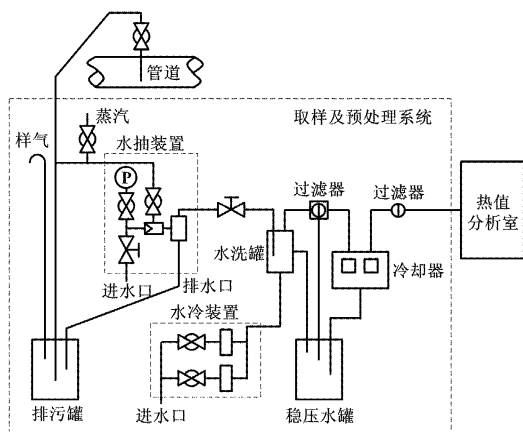 管道
蒸汽
取样及预处理系统
样气
水抽装置
P
过滤器
过滤器
热值
分析室
水洗罐
冷却器
进水口
排水口
水冷装置
排污罐
进水口
稳压水罐